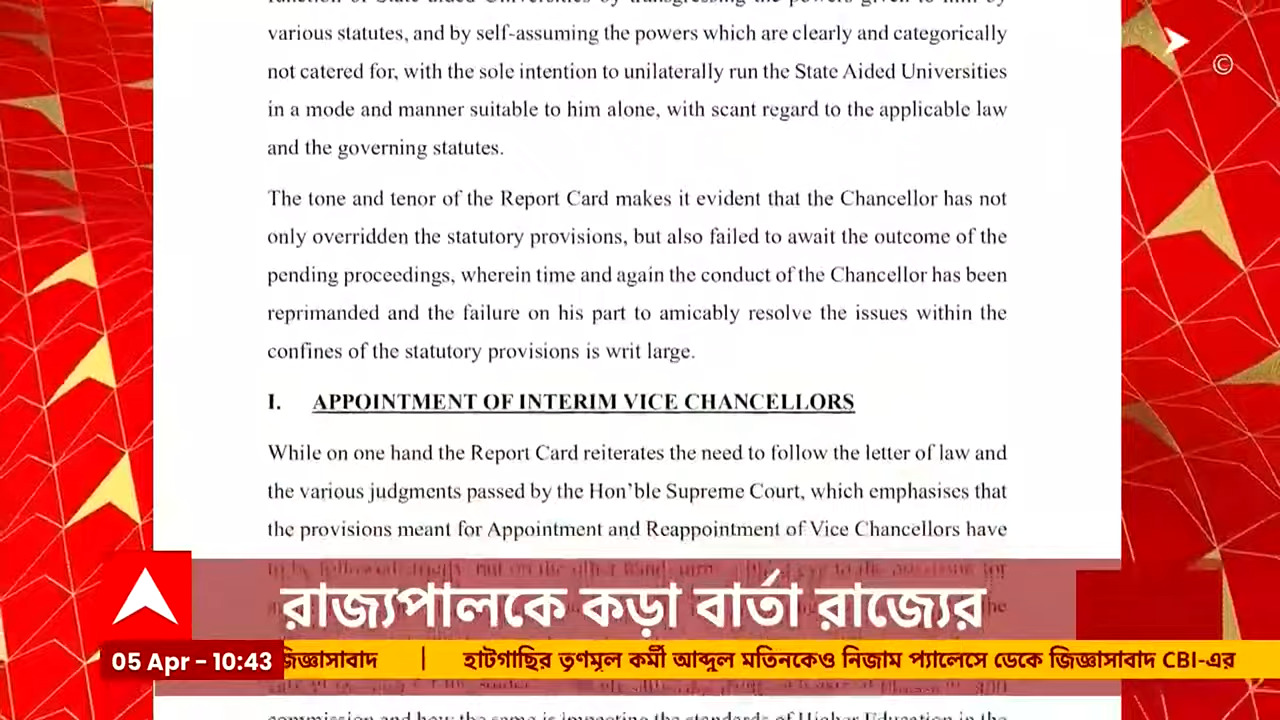 function of State aided Universities by transgressing the powers given to him by
various statutes, and by self-assuming the powers which are clearly and categorically
not catered for, with the sole intention to unilaterally run the State Aided Universities
in a mode and manner suitable to him alone, with scant regard to the applicable law
and the governing statutes.
The tone and tenor of the Report Card makes it evident that the Chancellor has not
only overridden the statutory provisions, but also failed to await the outcome of the
pending proceedings, wherein time and again the conduct of the Chancellor has been
reprimanded and the failure on his part to amicably resolve the issues within the
confines of the statutory provisions is writ large.
I. APPOINTMENT OF INTERIM VICE CHANCELLORS
While on one hand the Report Card reiterates the need to follow the letter of law and
the various judgments passed by the Hon’ble Supreme Court, which emphasises that
the provisions meant for Appointment and Reappointment of Vice Chancellors have
রাজ্যপালকে কড়া বার্তা রাজ্যের
05 Apr - 10:43
জিজ্ঞাসাবাদ | হাটগাছির তৃণমূল কর্মী আব্দুল মতিনকেও নিজাম প্যালেসে ডেকে জিজ্ঞাসাবাদ CBI-এর
commission and how the same is impacting the standards of Higher Education in the
©